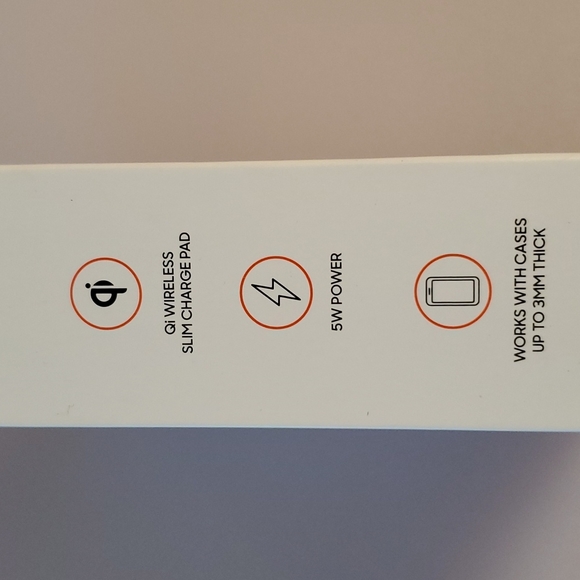 Qi WIRELESS
SLIM CHARGE PAD
5W POWER
WORKS WITH CASES
UP TO 3MM THICK